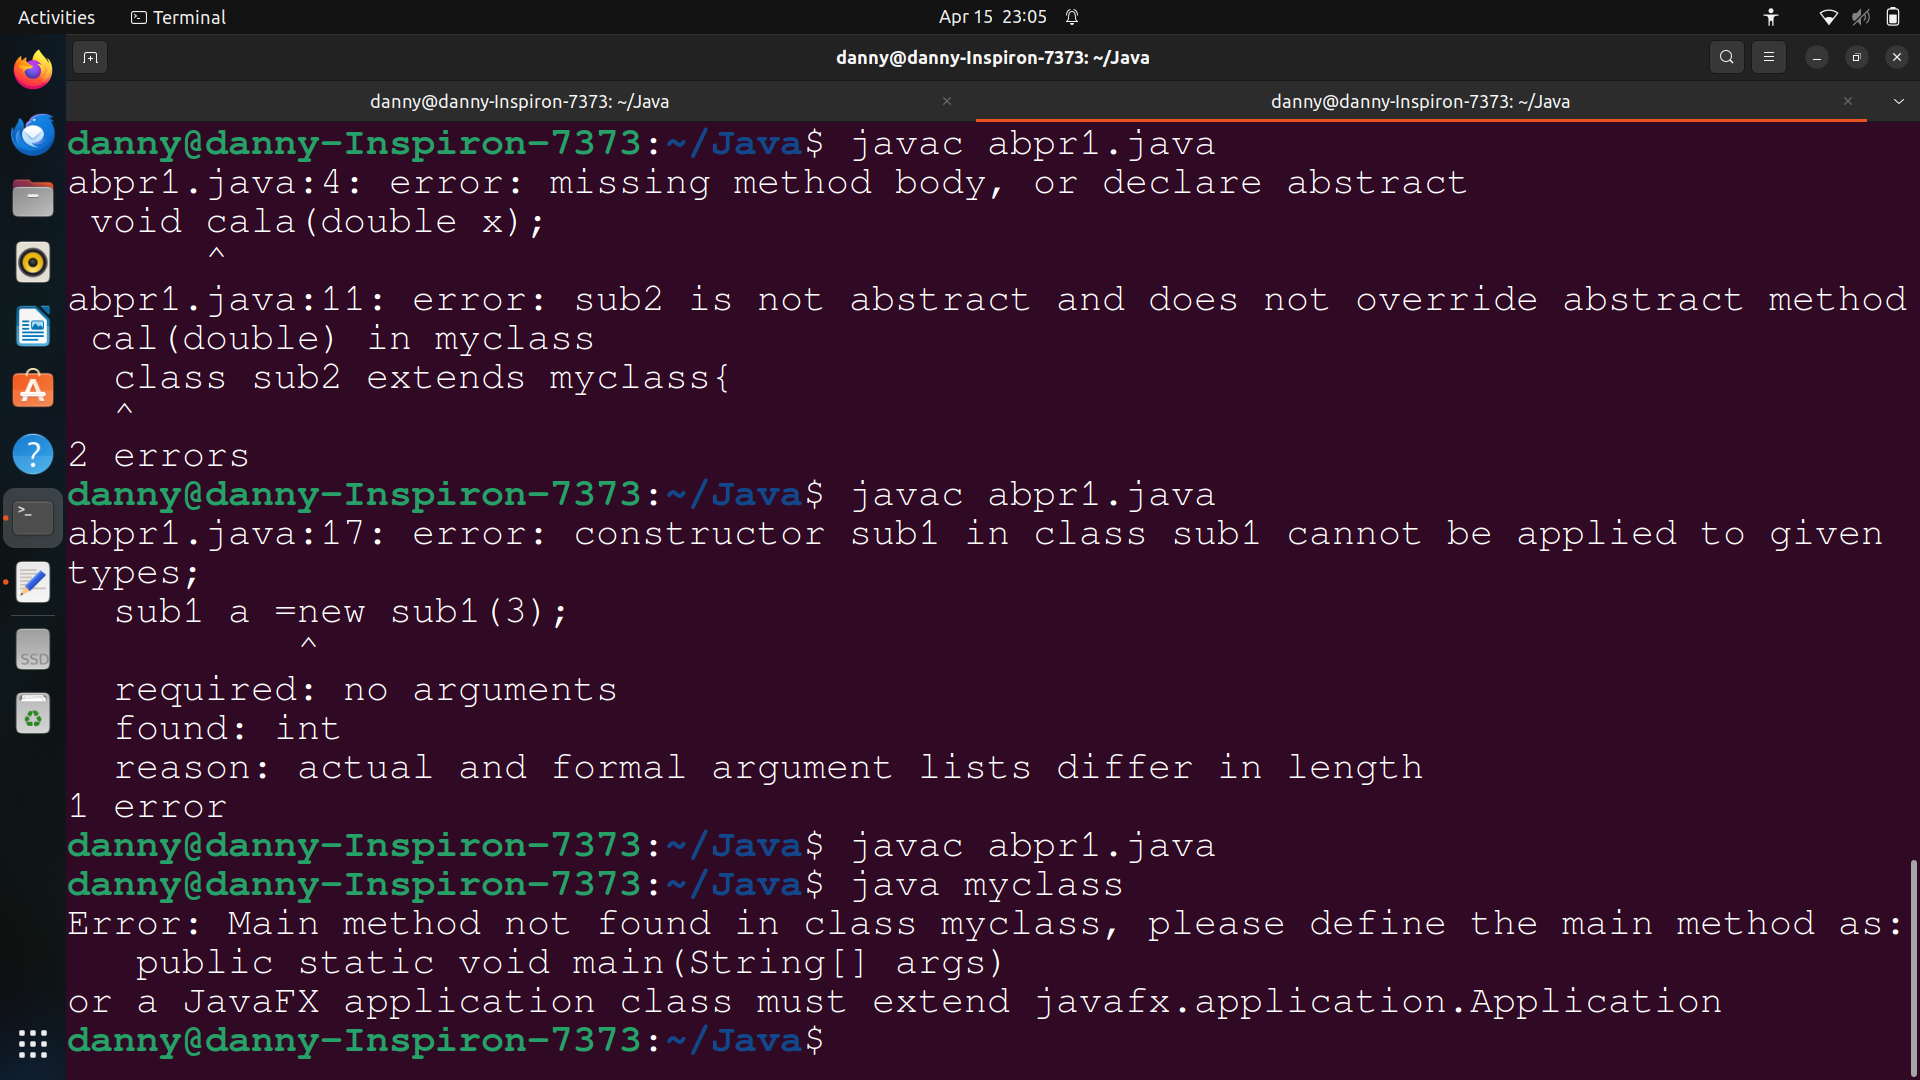 Activities
Terminal
Apr 15 23:05
danny@danny-Inspiron-7373: ~/Java
danny@danny-Inspiron-7373: ~/Java
danny@danny-Inspiron-7373: ~/Java
danny@danny-Inspiron-7373:~/Java$ javac abpr1.java
abpr1.java:4: error: missing method body, or declare abstract
 void cala(double x);
      ^
abpr1.java:11: error: sub2 is not abstract and does not override abstract method
 cal(double) in myclass
  class sub2 extends myclass{
  ^
2 errors
danny@danny-Inspiron-7373:~/Java$ javac abpr1.java
abpr1.java:17: error: constructor sub1 in class sub1 cannot be applied to given
types;
  sub1 a =new sub1(3);
          ^
  required: no arguments
  found: int
  reason: actual and formal argument lists differ in length
1 error
danny@danny-Inspiron-7373:~/Java$ javac abpr1.java
danny@danny-Inspiron-7373:~/Java$ java myclass
Error: Main method not found in class myclass, please define the main method as:
   public static void main(String[] args)
or a JavaFX application class must extend javafx.application.Application
danny@danny-Inspiron-7373:~/Java$
SSD